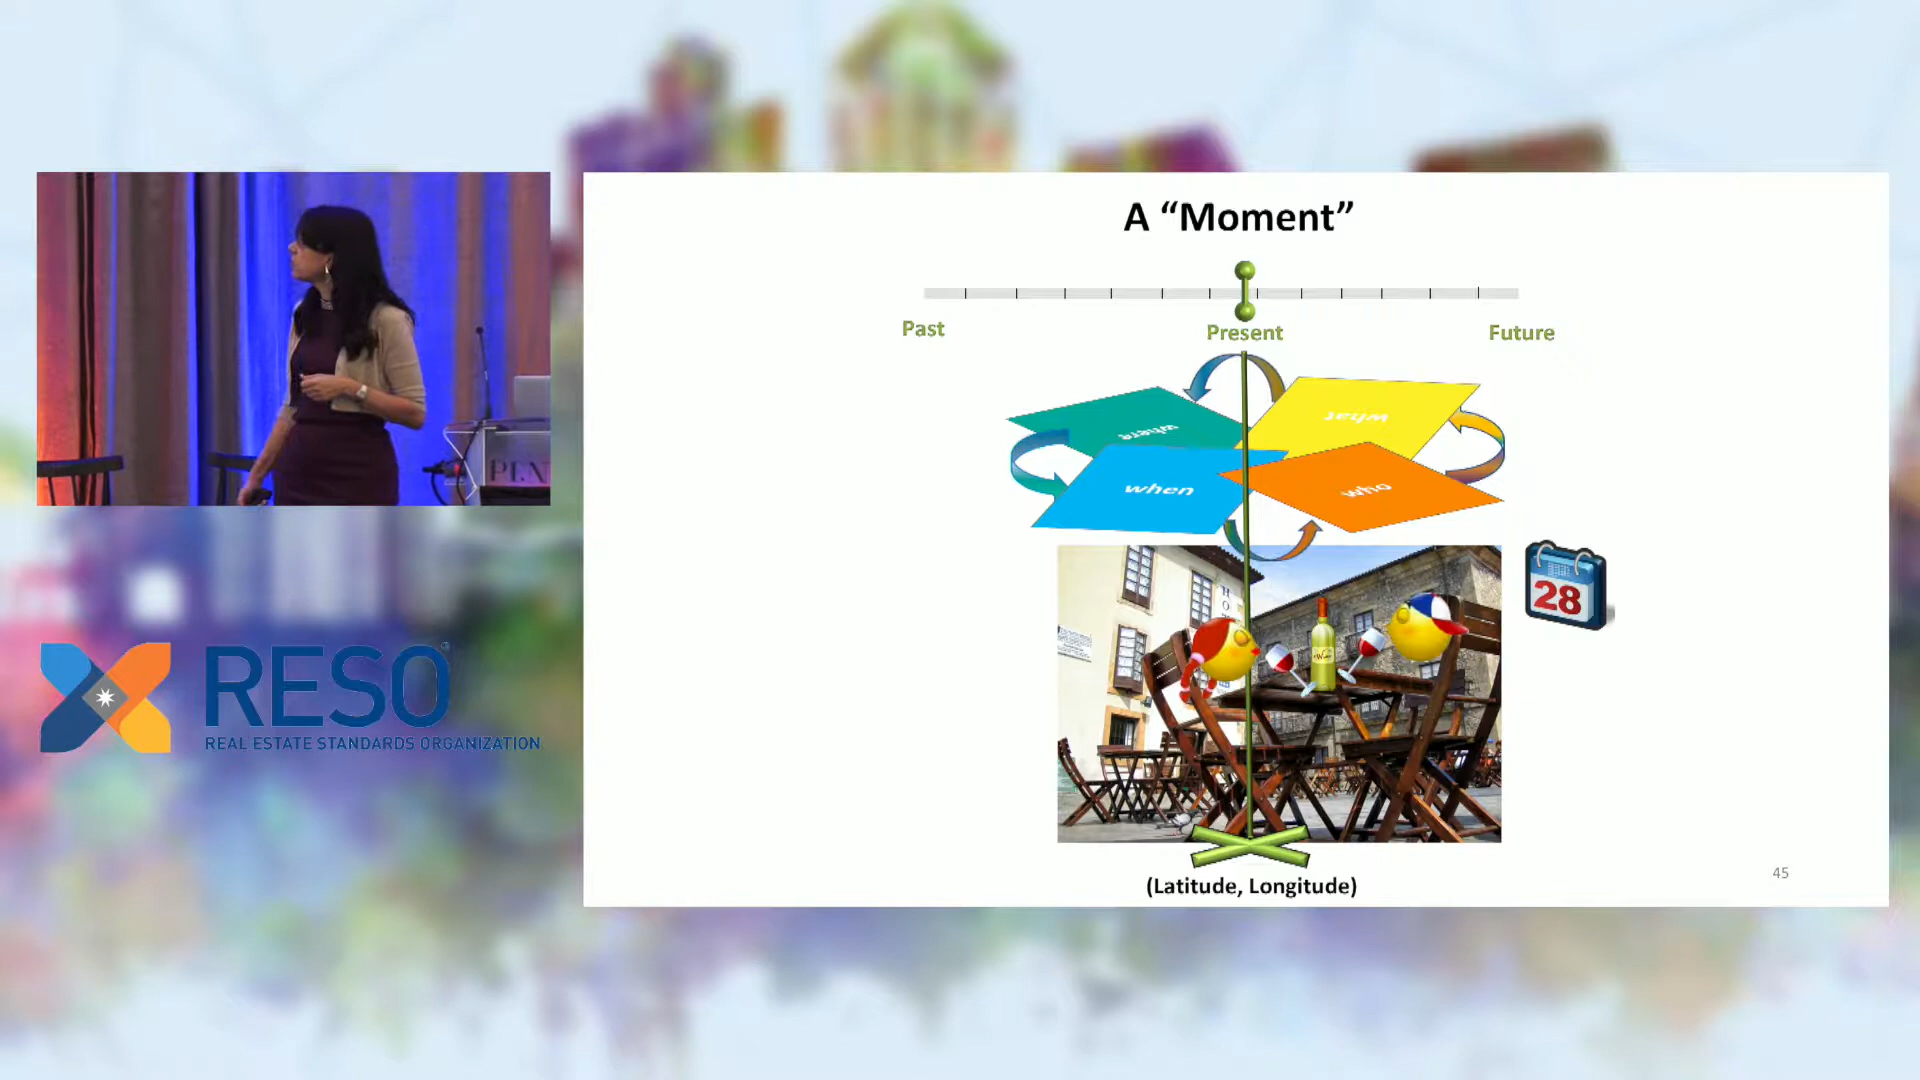 A “Moment”
Past
Present
Future
where
what
when
who
28
(Latitude, Longitude)
45
RESO
REAL ESTATE STANDARDS ORGANIZATION